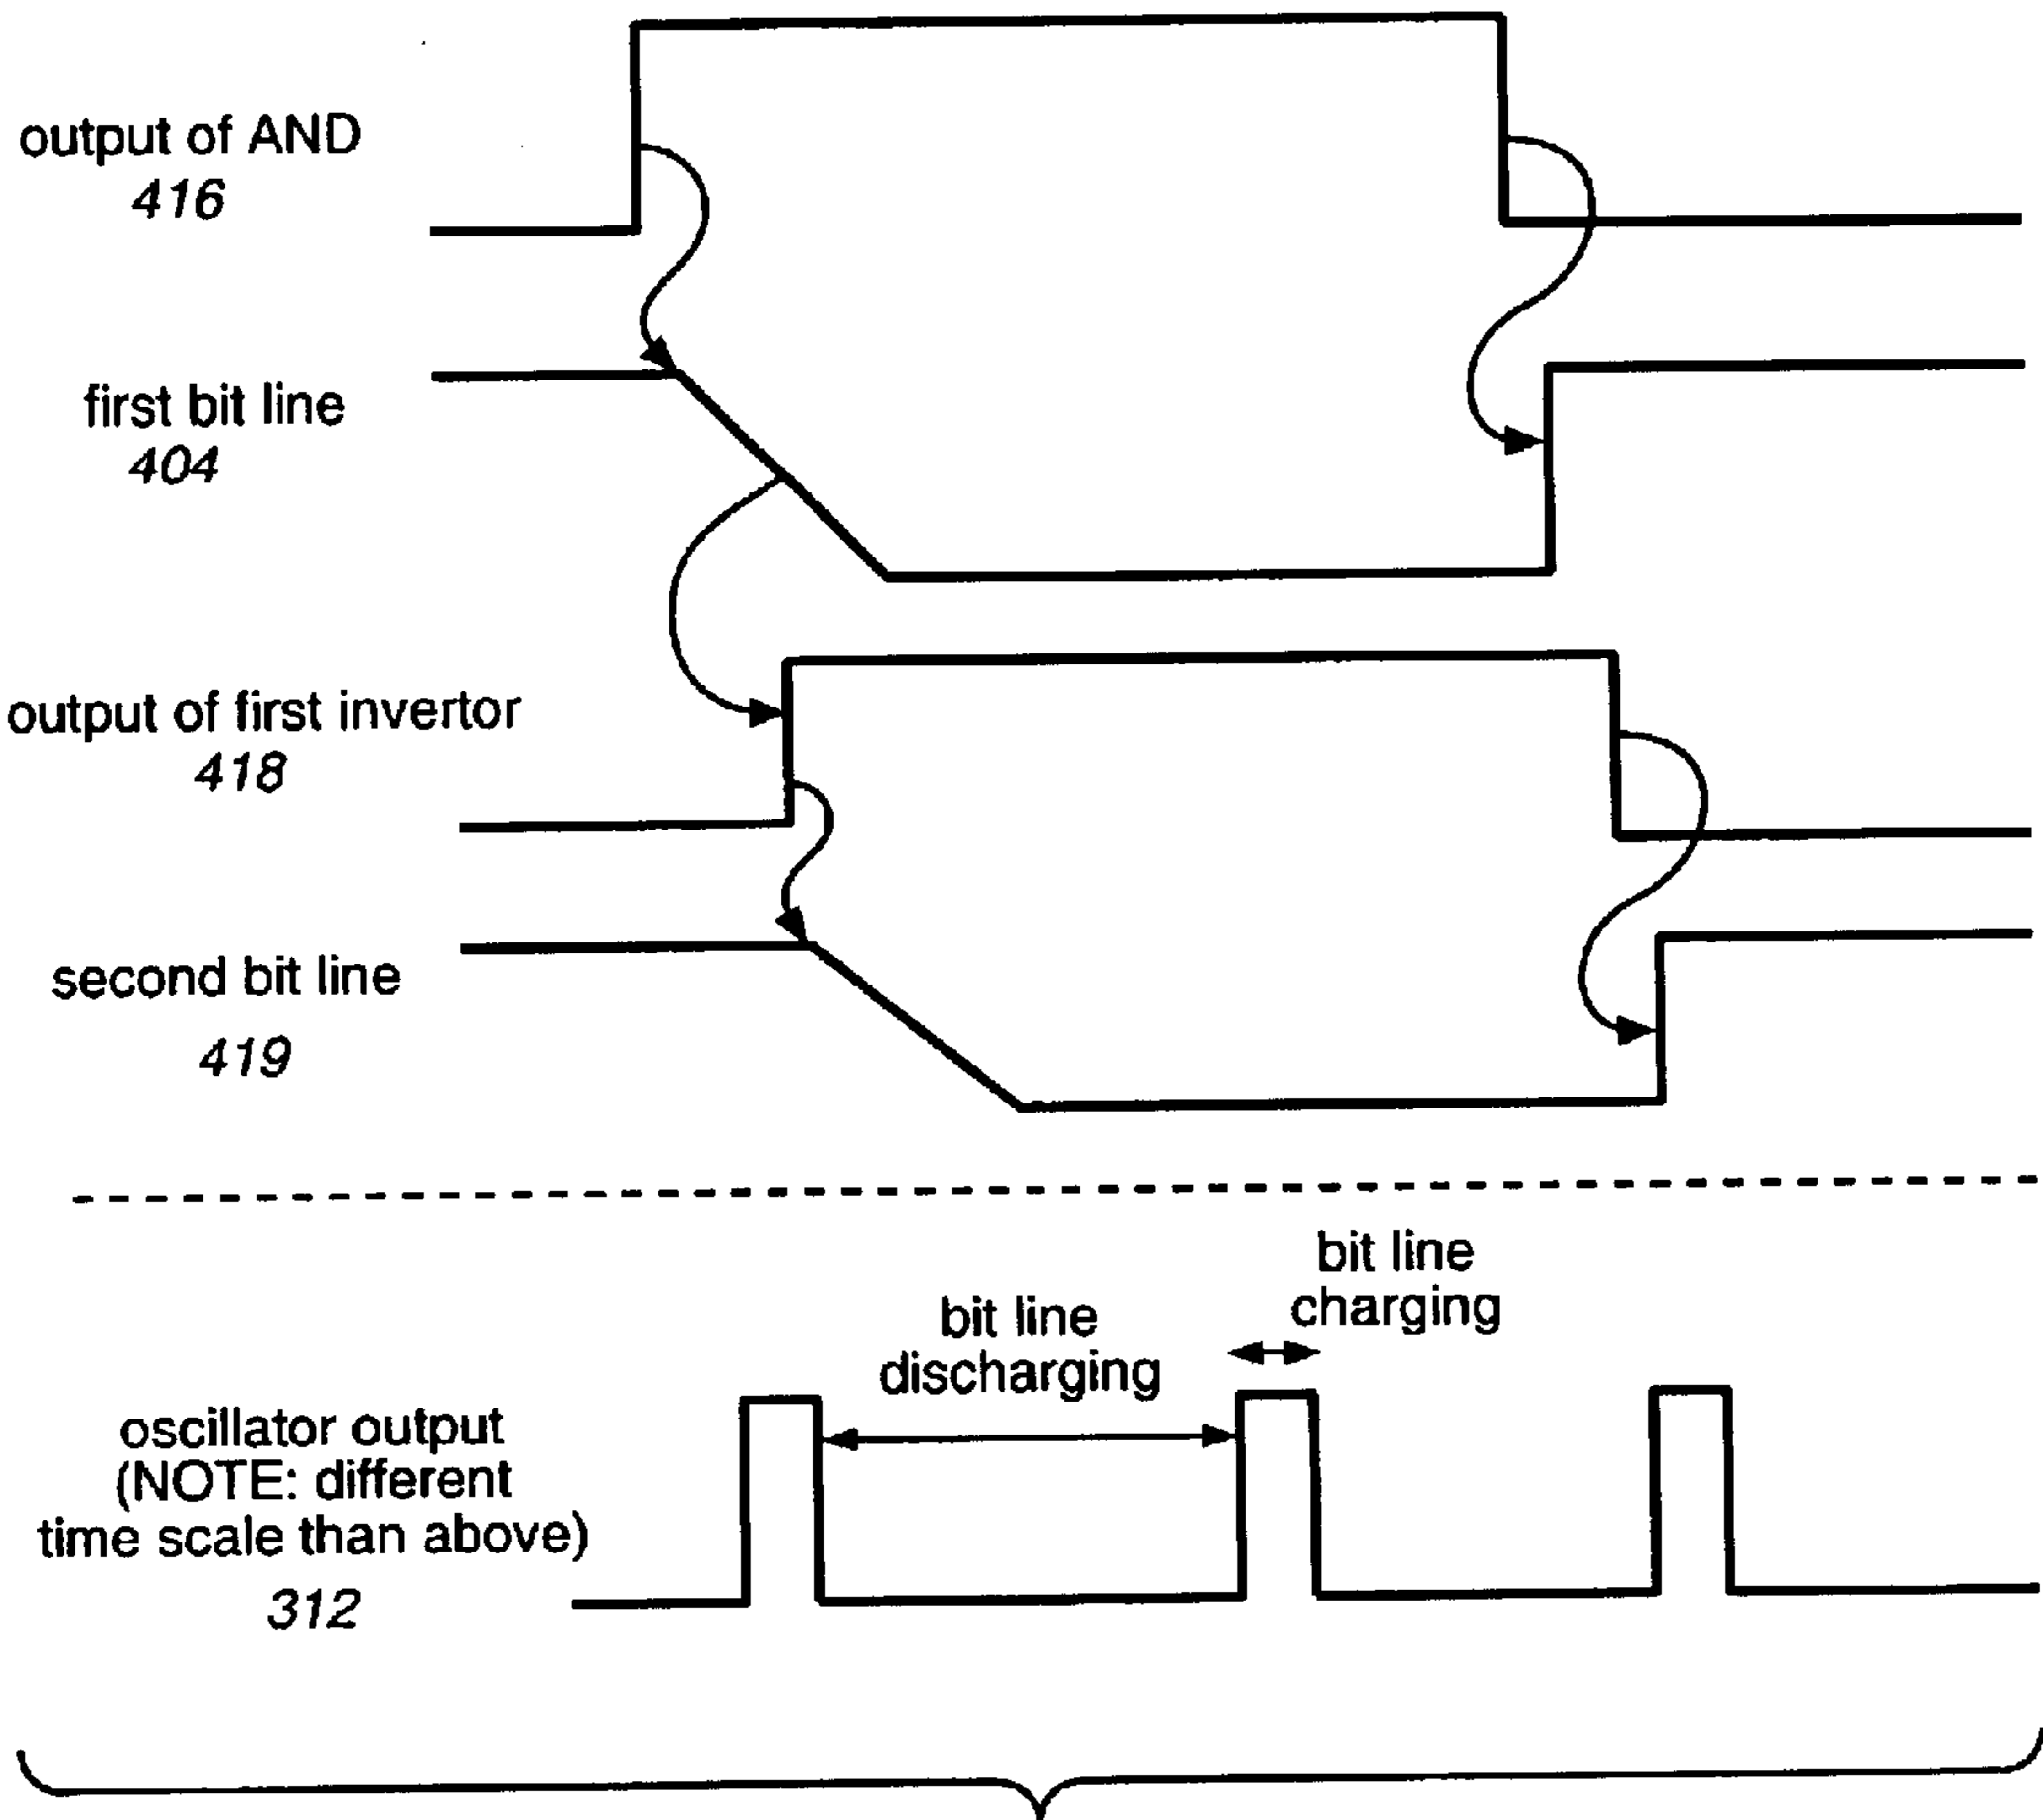 output of AND
416
first bit line
404
output of first invertor
418
second bit line
419
bit line
charging
bit line
discharging
oscillator output
(NOTE: different
time scale than above)
312